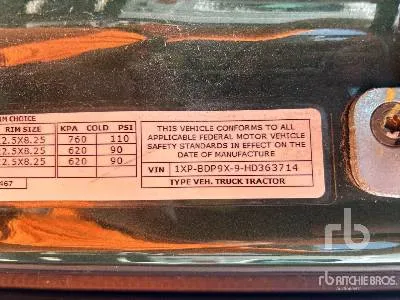 IM CHOICE
RIM SIZE KPA COLD PSI
2.5X8.25 760 110
2.5X8.25 620 90
2.5X8.25 620 90
467
THIS VEHICLE CONFORMS TO ALL
APPLICABLE FEDERAL MOTOR VEHICLE
SAFETY STANDARDS IN EFFECT ON THE
DATE OF MANUFACTURE
VIN 1XP-BDP9X-9-HD363714
TYPE VEH. TRUCK TRACTOR
rb
rb RITCHIE BROS.